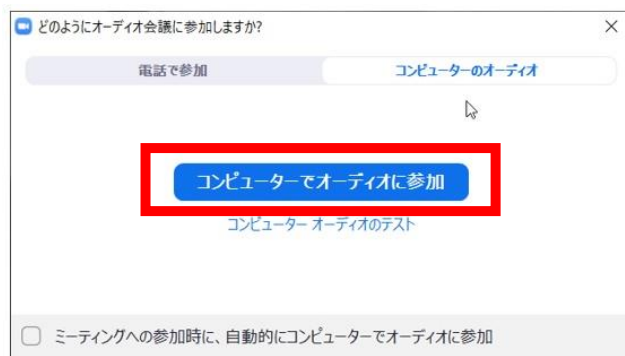 どのようにオーディオ会議に参加しますか?
電話で参加
コンピューターのオーディオ
コンピューターでオーディオに参加
コンピューター オーディオのテスト
ミーティングへの参加時に、自動的にコンピューターでオーディオに参加